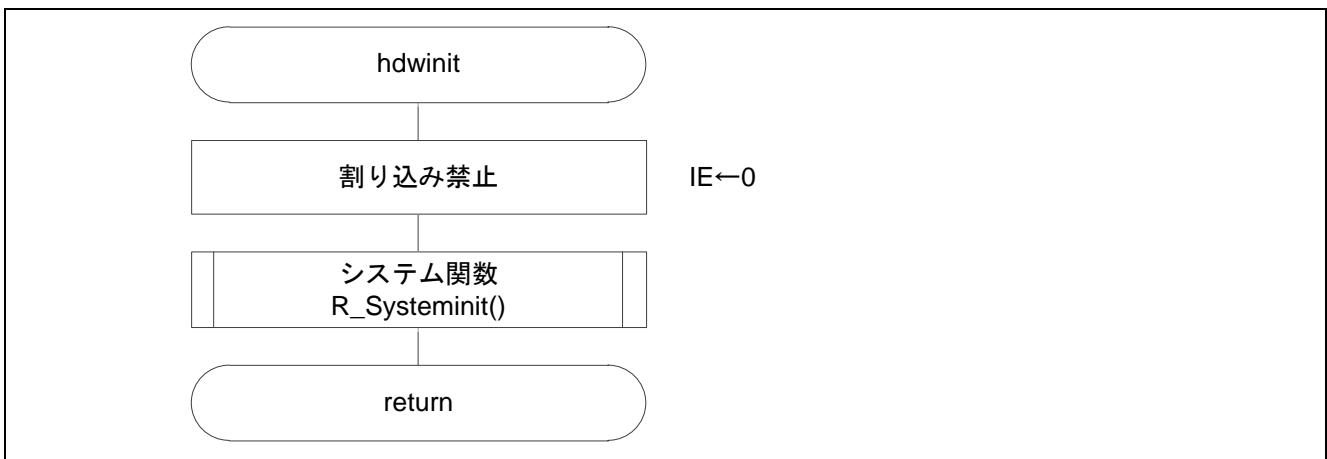 hdwinit
割り込み禁止
IE←0
システム関数
R_Systeminit()
return